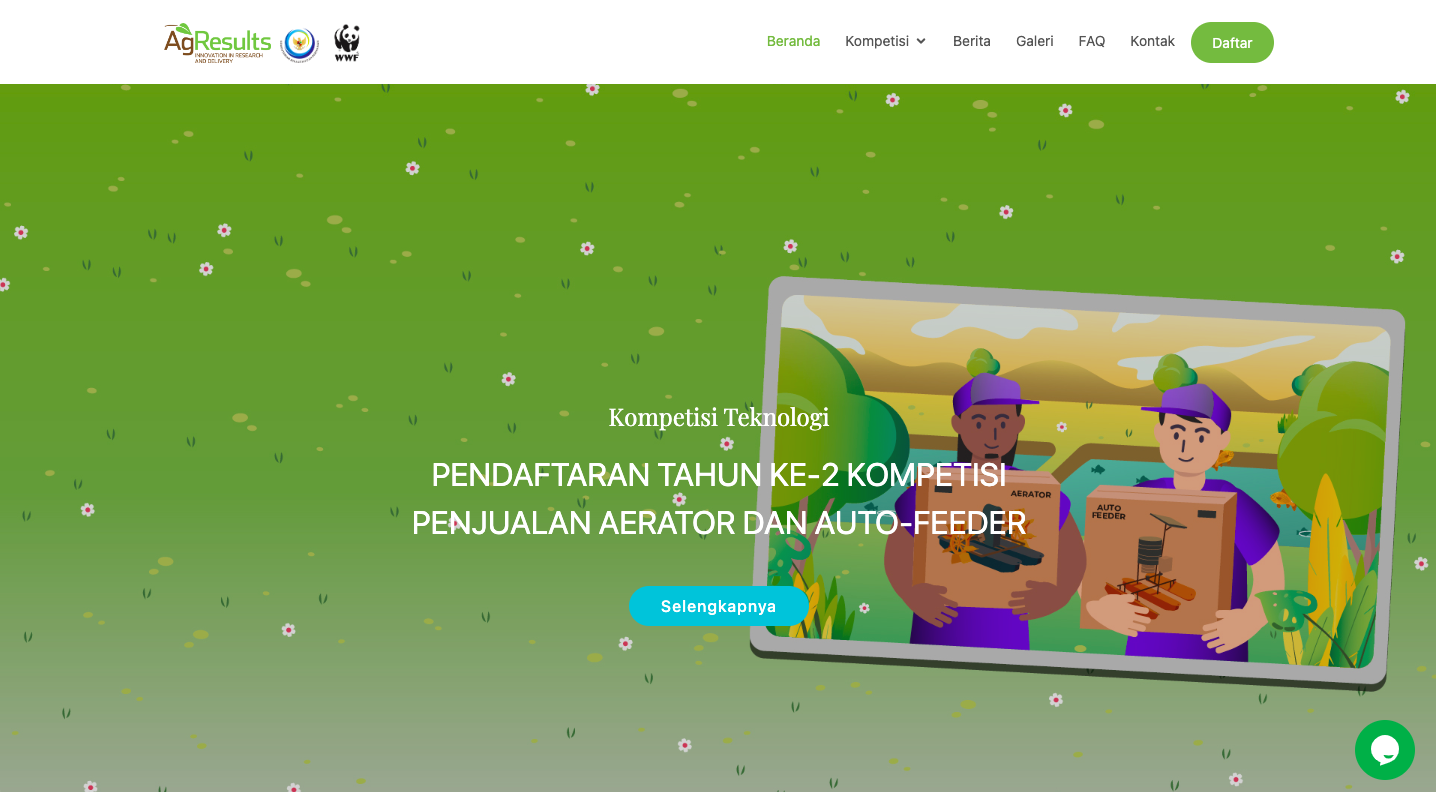 AgResults
INNOVATION IN RESEARCH
AND DELIVERY
WWF
Beranda
Kompetisi
Berita
Galeri
FAQ
Kontak
Daftar
Kompetisi Teknologi
PENDAFTARAN TAHUN KE-2 KOMPETISI
PENJUALAN AERATOR DAN AUTO-FEEDER
Selengkapnya
AERATOR
AUTO
FEEDER